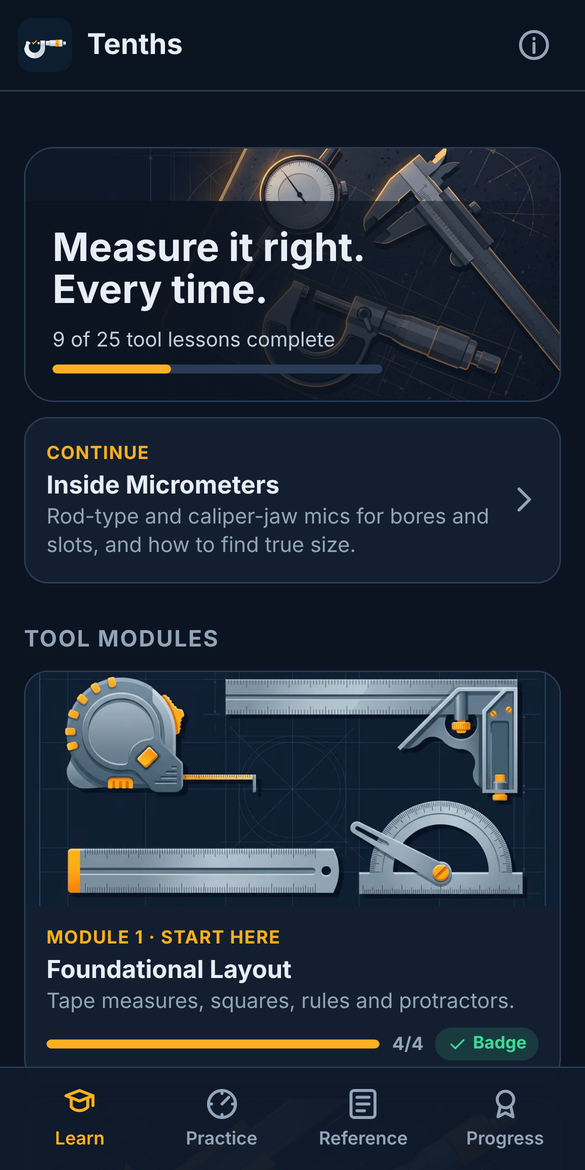 Tenths
Measure it right.
Every time.
9 of 25 tool lessons complete
CONTINUE
Inside Micrometers
Rod-type and caliper-jaw mics for bores and
slots, and how to find true size.
TOOL MODULES
MODULE 1 · START HERE
Foundational Layout
Tape measures, squares, rules and protractors.
4/4
Badge
Learn
Practice
Reference
Progress